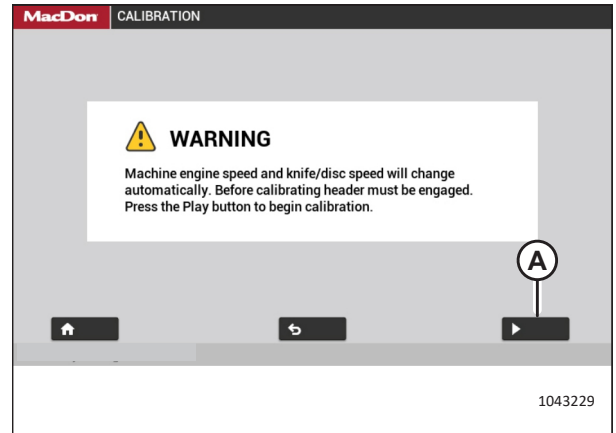 MacDon CALIBRATION
WARNING
Machine engine speed and knife/disc speed will change
automatically. Before calibrating header must be engaged.
Press the Play button to begin calibration.
A
1043229